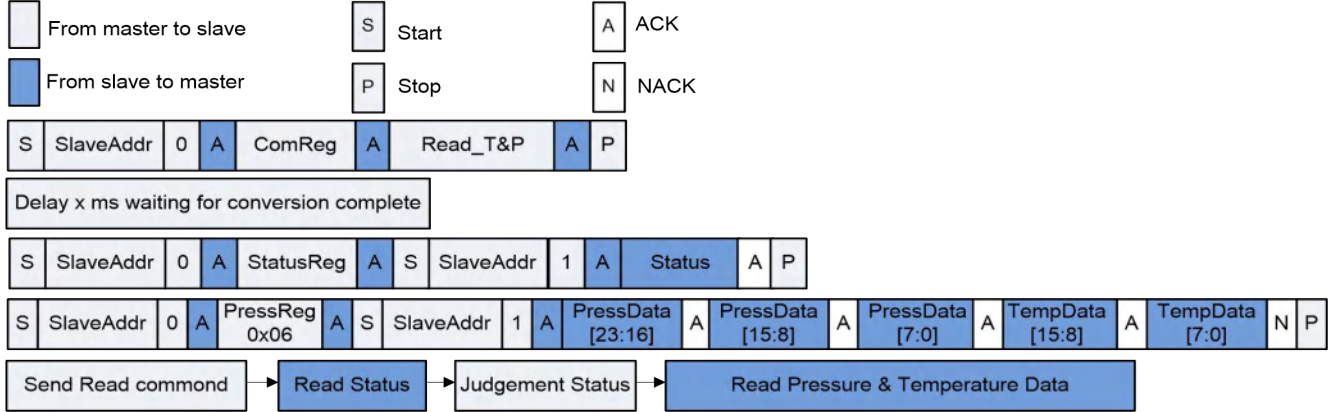 From master to slave S Start A ACK
From slave to master P Stop N NACK
S SlaveAddr 0 A ComReg A Read_T&P A P
Delay x ms waiting for conversion complete
S SlaveAddr 0 A StatusReg A S SlaveAddr 1 A Status A P
S SlaveAddr 0 A PressReg 0x06 A S SlaveAddr 1 A PressData [23:16] A PressData [15:8] A PressData [7:0] A TempData [15:8] A TempData [7:0] N P
Send Read commond Read Status Judgement Status Read Pressure & Temperature Data